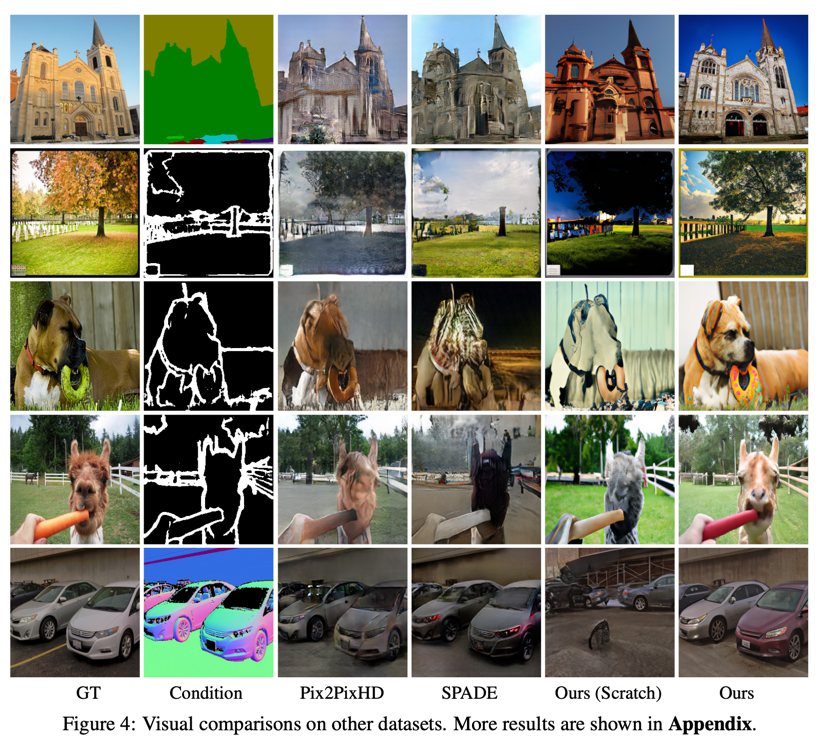 GT Condition Pix2PixHD SPADE Ours (Scratch) Ours
Figure 4: Visual comparisons on other datasets. More results are shown in Appendix.